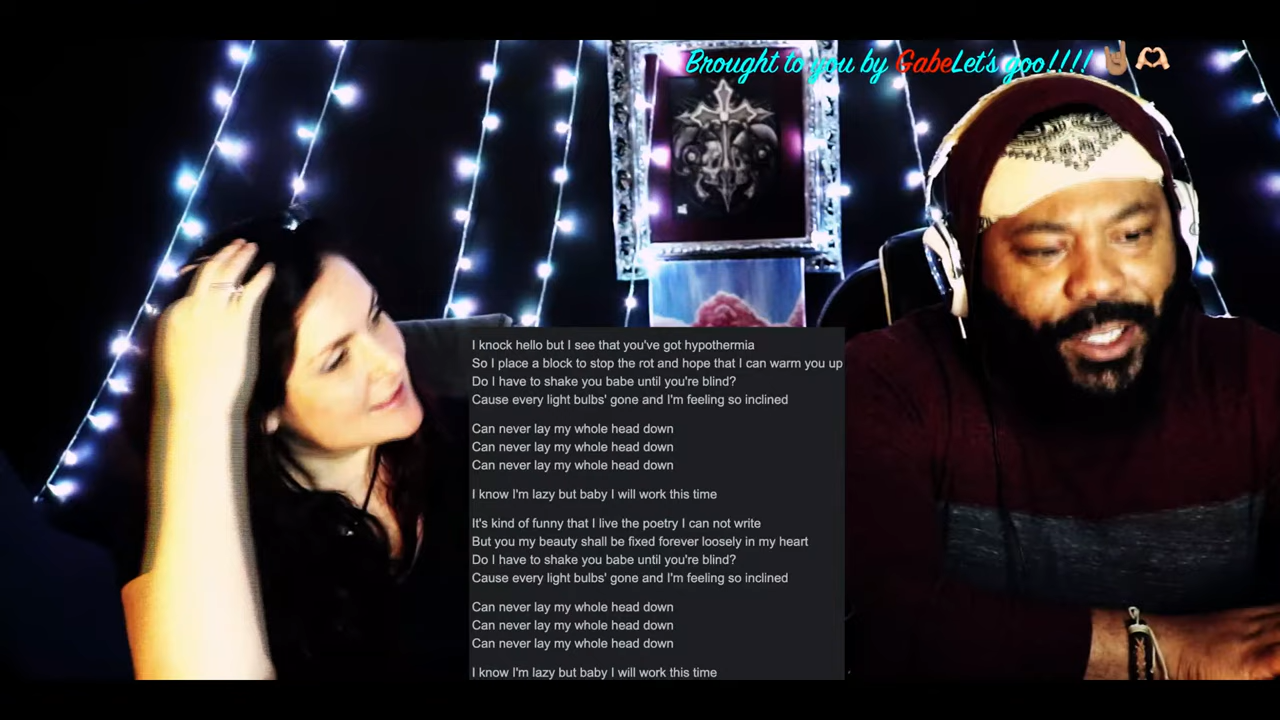 Brought to you by GabeLet's goo!!!! 🤘🏽🫶🏽
I knock hello but I see that you've got hypothermia
So I place a block to stop the rot and hope that I can warm you up
Do I have to shake you babe until you're blind?
Cause every light bulbs' gone and I'm feeling so inclined
Can never lay my whole head down
Can never lay my whole head down
Can never lay my whole head down
I know I'm lazy but baby I will work this time
It's kind of funny that I live the poetry I can not write
But you my beauty shall be fixed forever loosely in my heart
Do I have to shake you babe until you're blind?
Cause every light bulbs' gone and I'm feeling so inclined
Can never lay my whole head down
Can never lay my whole head down
Can never lay my whole head down
I know I'm lazy but baby I will work this time